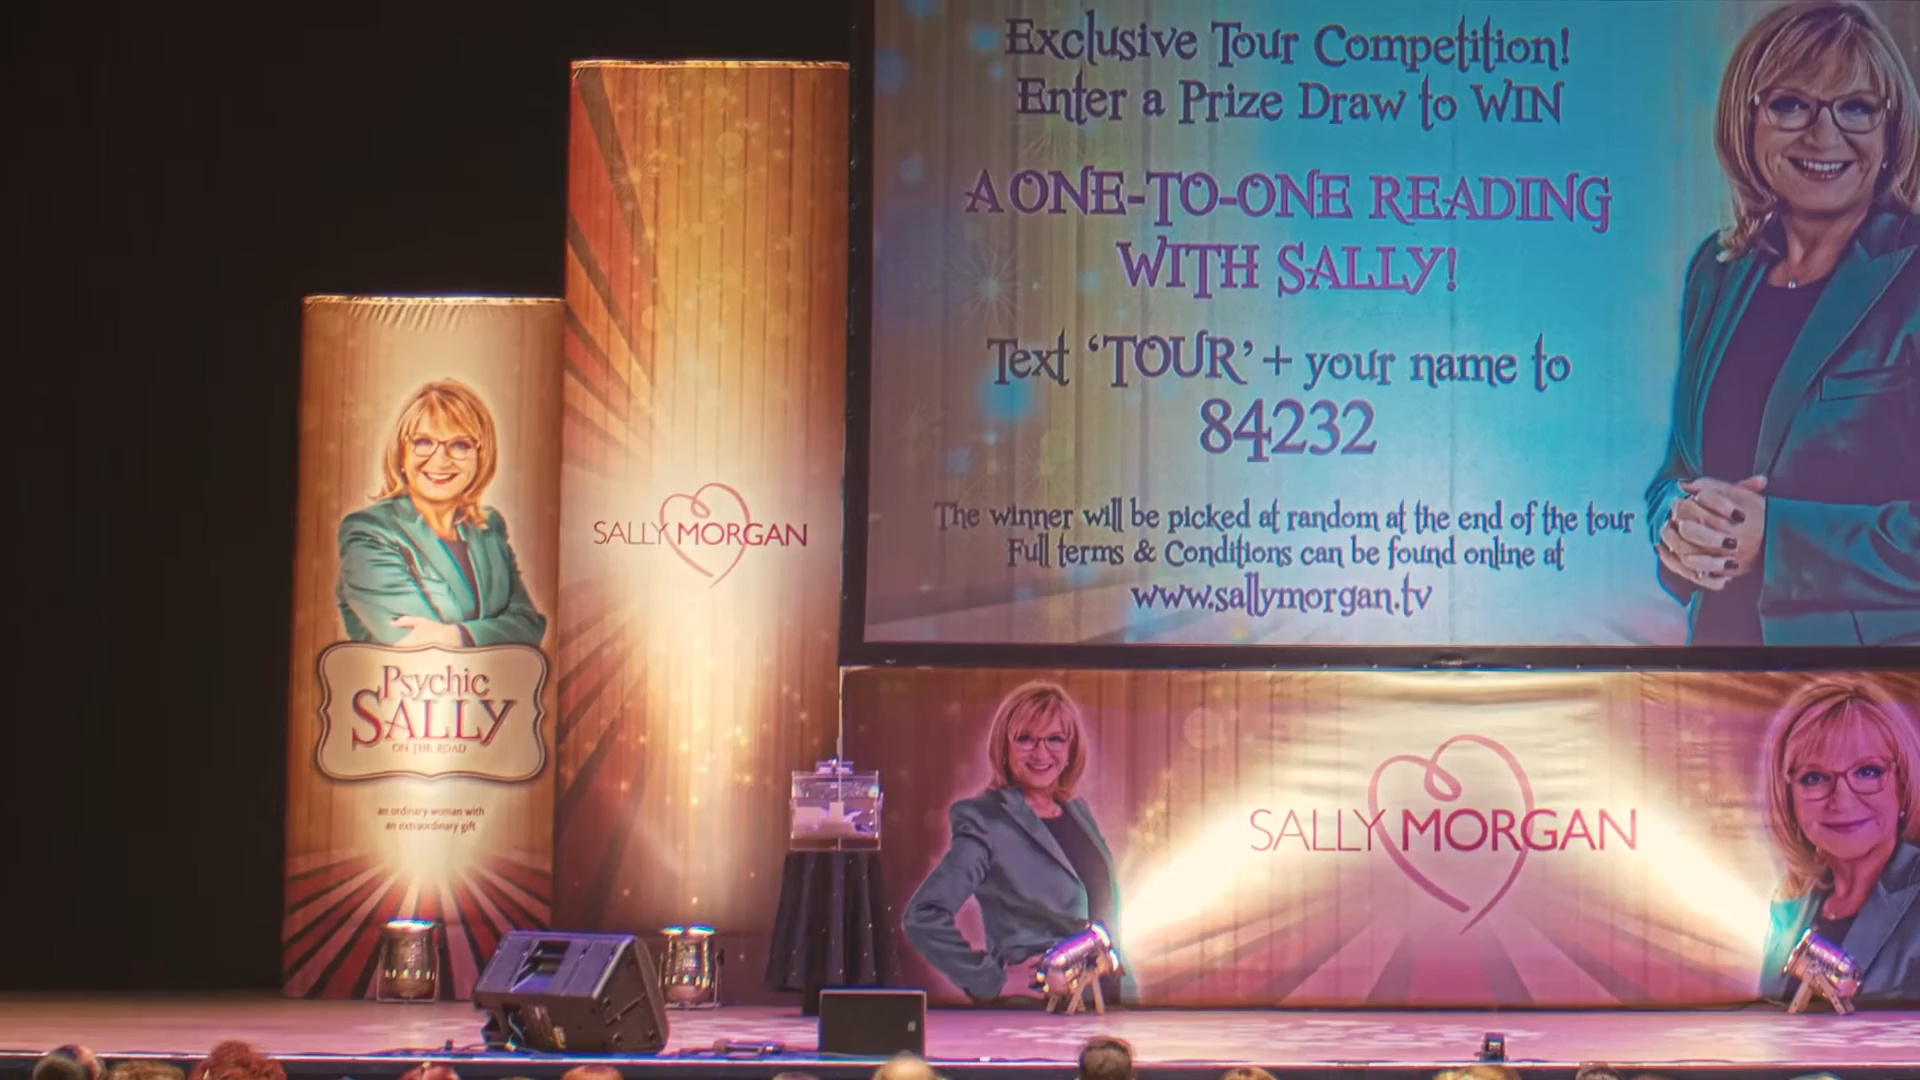 Exclusive Tour Competition!
Enter a Prize Draw to WIN
A ONE-TO-ONE READING
WITH SALLY!
Text ‘TOUR’ + your name to
84232
The winner will be picked at random at the end of the tour
Full terms & Conditions can be found online at
www.sallymorgan.tv
SALLY MORGAN
Psychic
SALLY
ON THE ROAD
an ordinary woman with
an extraordinary gift
SALLY MORGAN